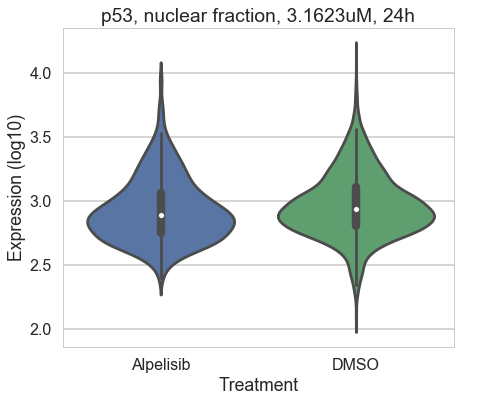 p53, nuclear fraction, 3.1623uM, 24h
Expression (log10)
4.0
3.5
3.0
2.5
2.0
Alpelisib DMSO
Treatment